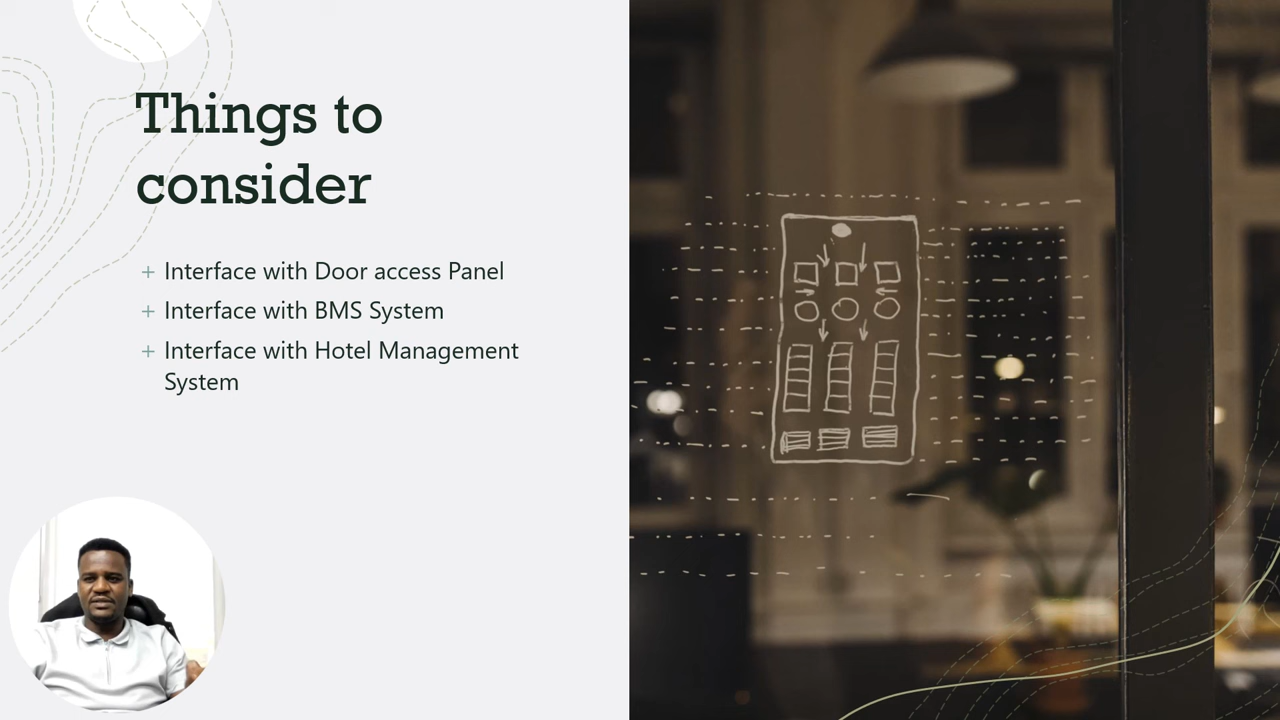 Things to
consider
+ Interface with Door access Panel
+ Interface with BMS System
+ Interface with Hotel Management
System